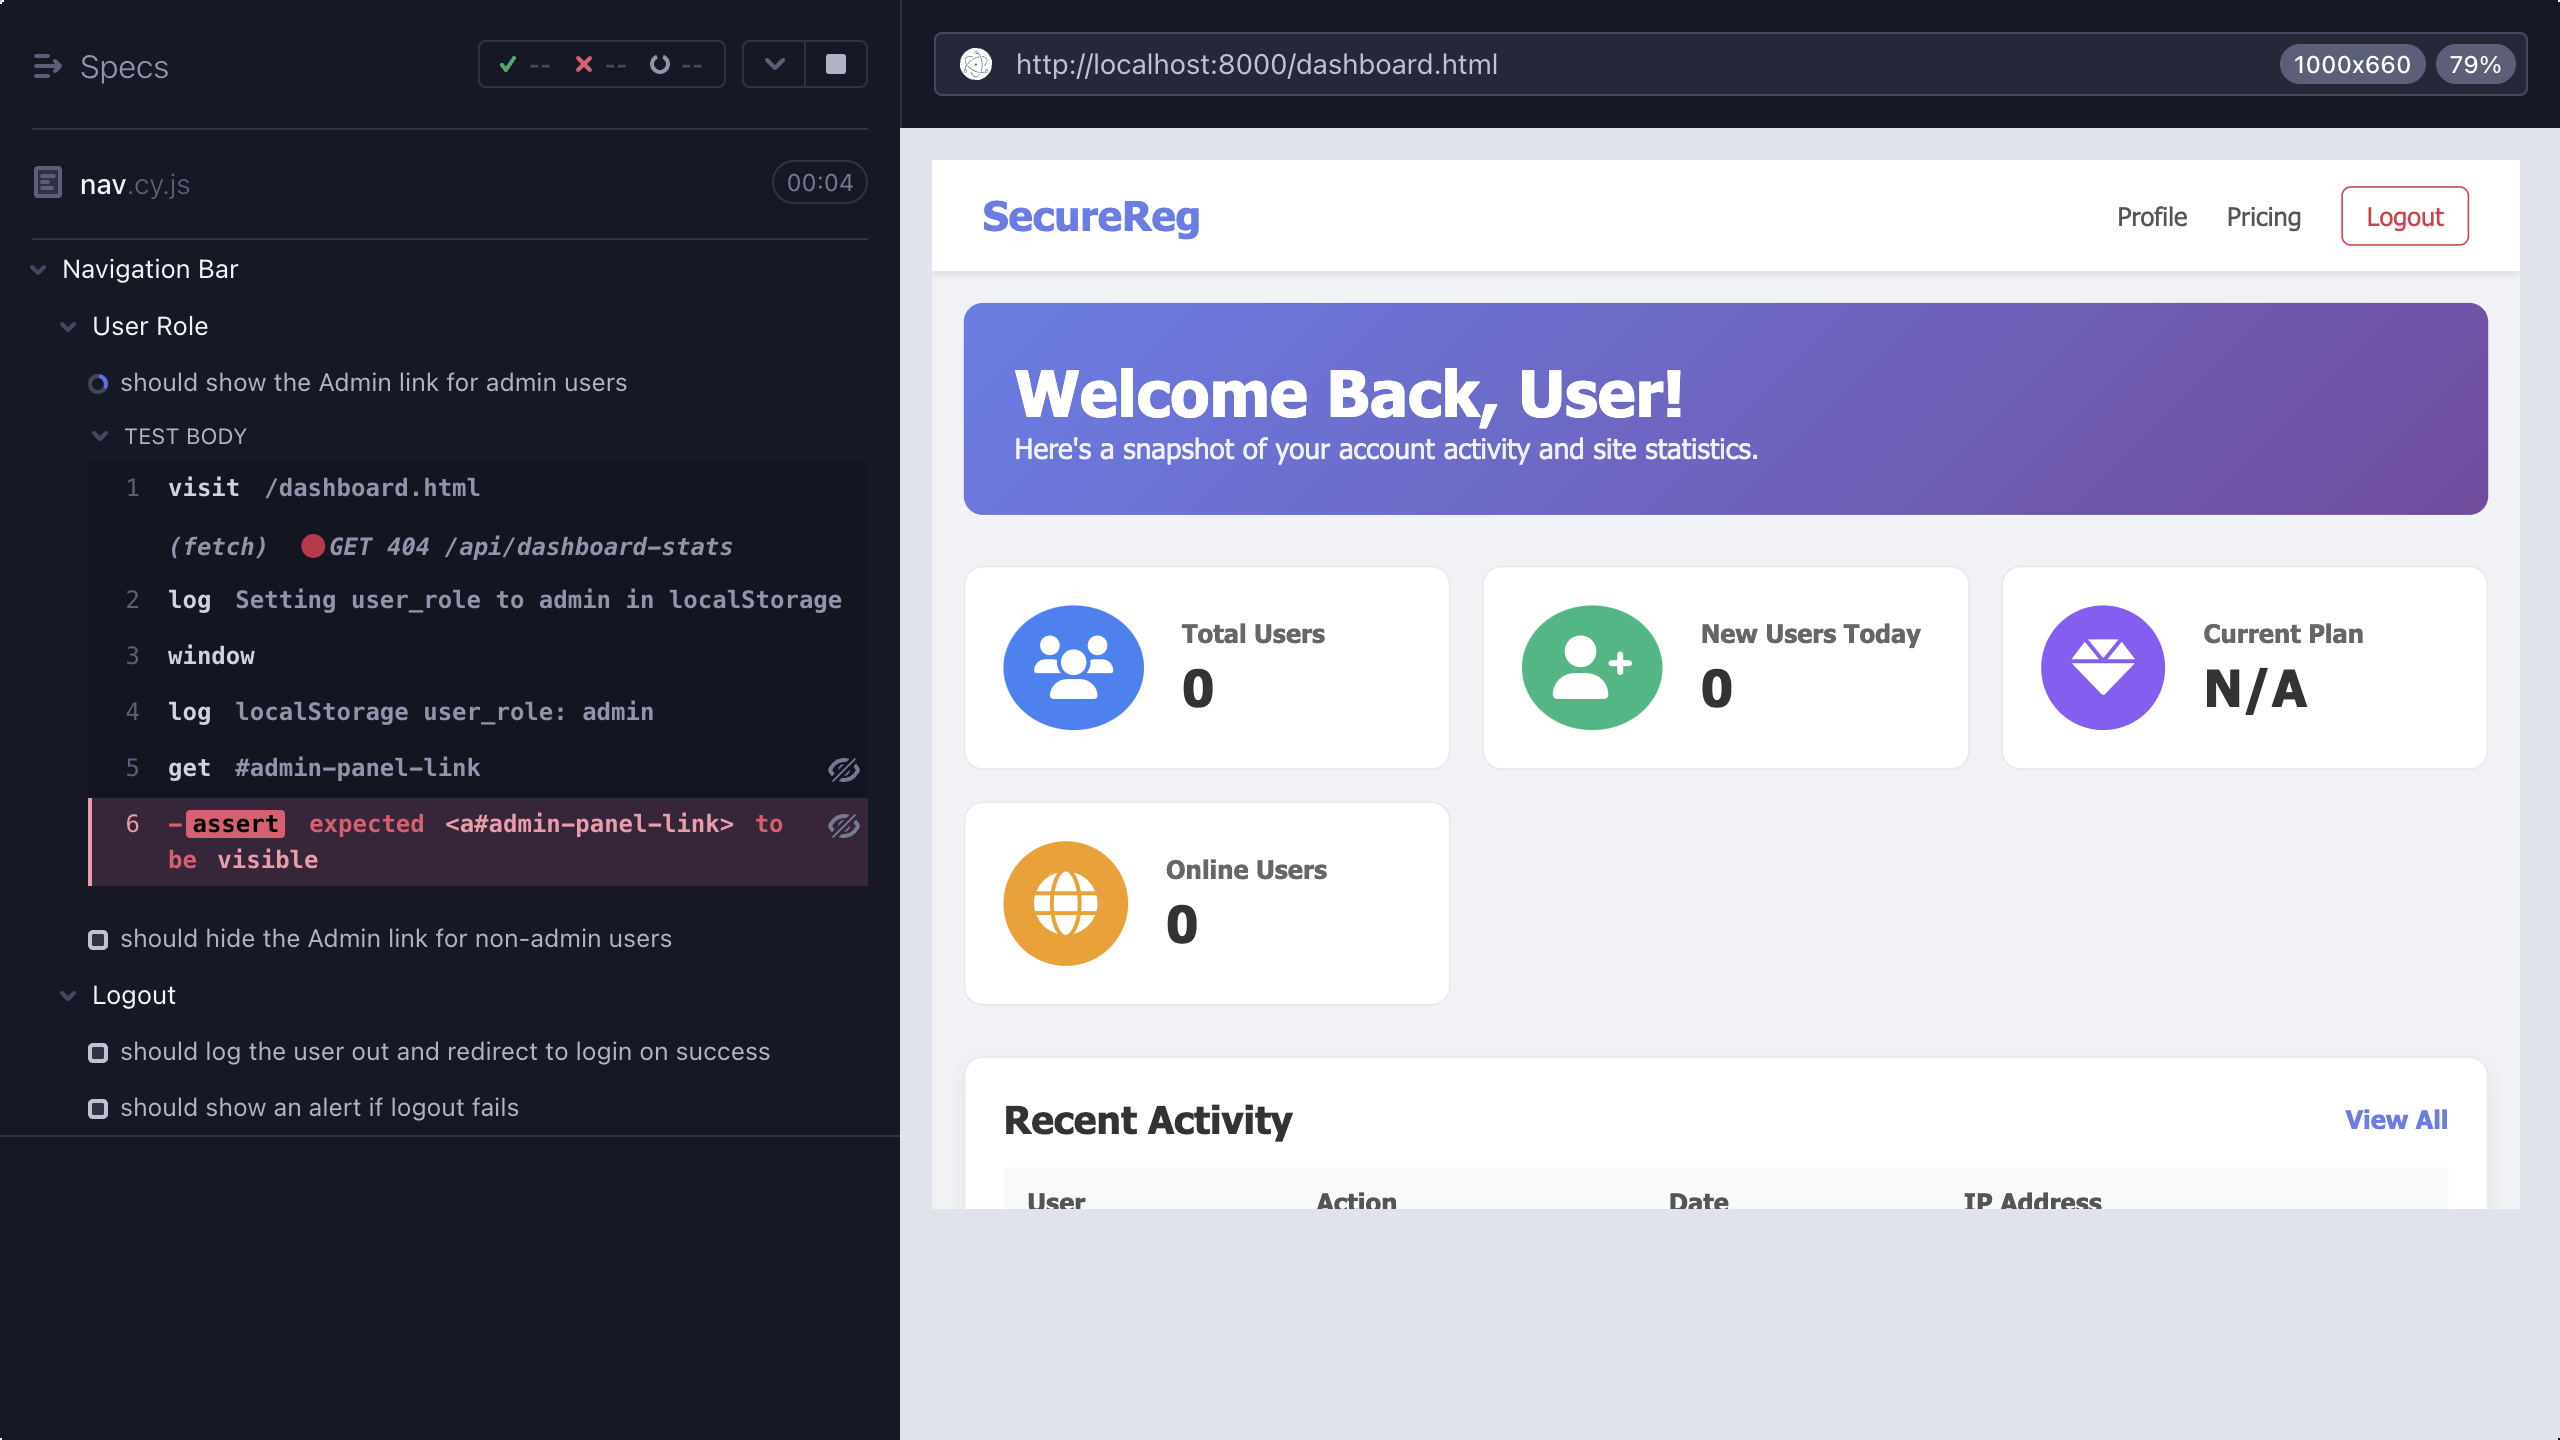 Specs
-- -- --
nav.cy.js 00:04
Navigation Bar
User Role
should show the Admin link for admin users
TEST BODY
1 visit /dashboard.html
(fetch) GET 404 /api/dashboard-stats
2 log Setting user_role to admin in localStorage
3 window
4 log localStorage user_role: admin
5 get #admin-panel-link
6 -assert expected <a#admin-panel-link> to
be visible
should hide the Admin link for non-admin users
Logout
should log the user out and redirect to login on success
should show an alert if logout fails
http://localhost:8000/dashboard.html 1000x660 79%
SecureReg Profile Pricing Logout
Welcome Back, User!
Here's a snapshot of your account activity and site statistics.
Total Users
0
New Users Today
0
Current Plan
N/A
Online Users
0
Recent Activity View All
User Action Date IP Address